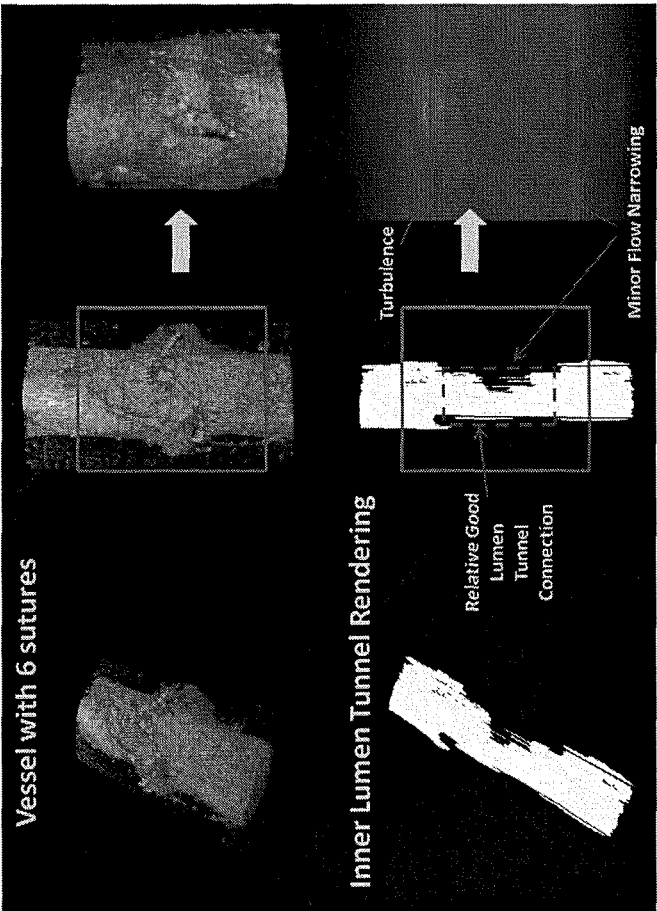 Vessel with 6 sutures
Inner Lumen Tunnel Rendering
Relative Good
Lumen
Tunnel
Connection
Turbulence
Minor Flow Narrowing